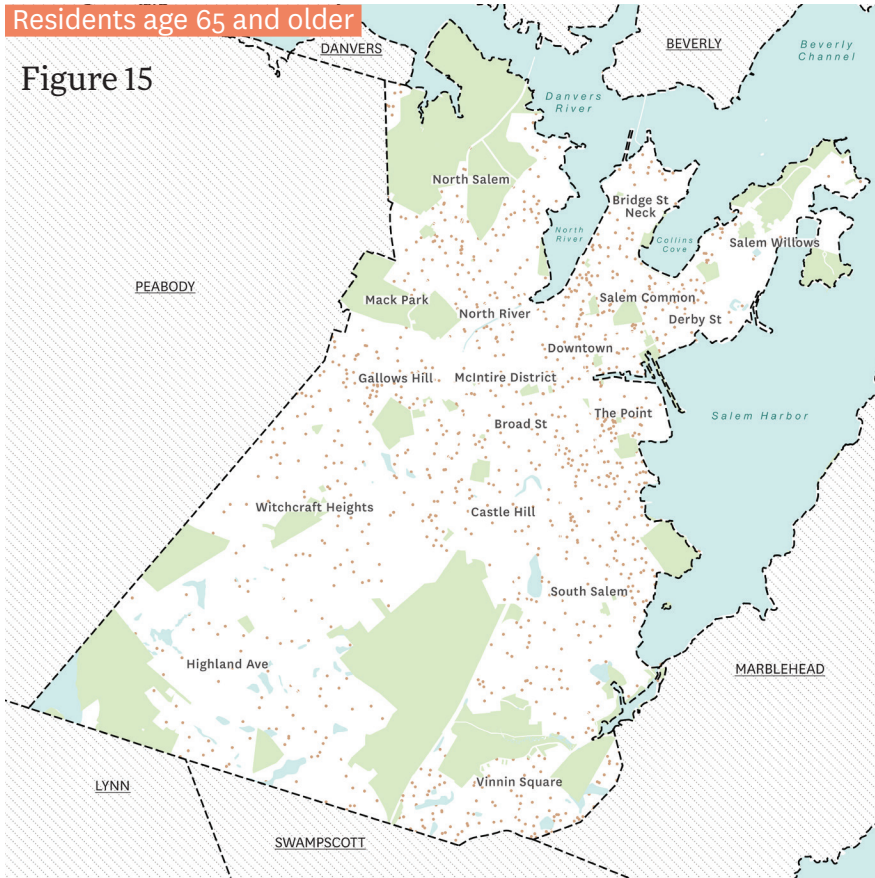 Residents age 65 and older
Figure 15
DANVERS
BEVERLY
Beverly
Channel
Danvers
River
North Salem
Bridge St
Neck
North
River
Collins
Cove
Salem Willows
PEABODY
Mack Park
North River
Salem Common
Derby St
Downtown
Gallows Hill
McIntire District
The Point
Salem Harbor
Broad St
Witchcraft Heights
Castle Hill
South Salem
Highland Ave
MARBLEHEAD
LYNN
Vinnin Square
SWAMPSCOTT